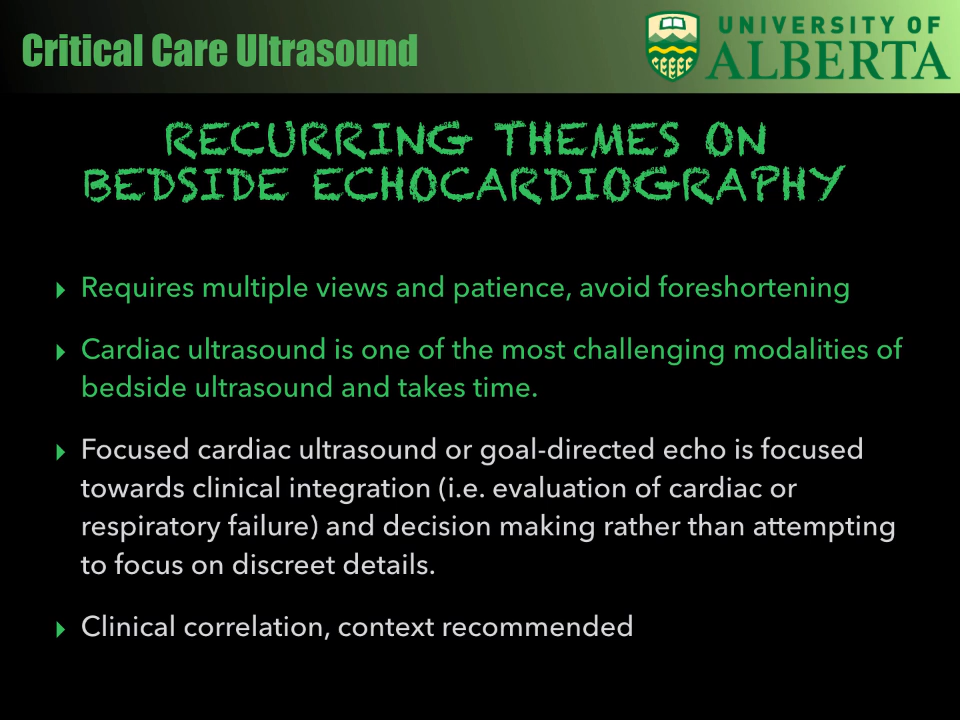 Critical Care Ultrasound
UNIVERSITY OF
ALBERTA
RECURRING THEMES ON
BEDSIDE ECHOCARDIOGRAPHY
‣ Requires multiple views and patience, avoid foreshortening
‣ Cardiac ultrasound is one of the most challenging modalities of
bedside ultrasound and takes time.
‣ Focused cardiac ultrasound or goal-directed echo is focused
towards clinical integration (i.e. evaluation of cardiac or
respiratory failure) and decision making rather than attempting
to focus on discreet details.
‣ Clinical correlation, context recommended